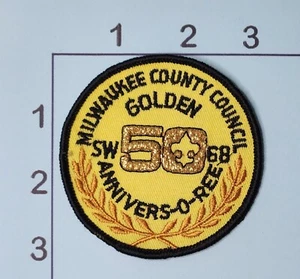 1 2 3
1
2
3
MILWAUKEE COUNTY COUNCIL
GOLDEN
SW 50 68
ANNIVERS-O-REE